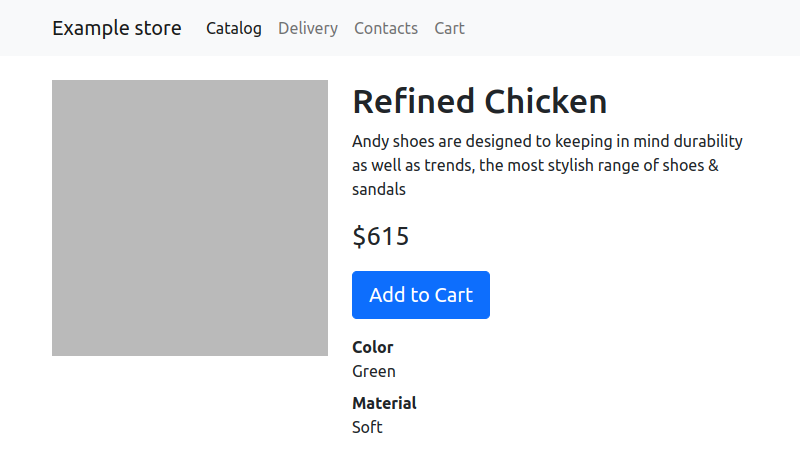 Example store Catalog Delivery Contacts Cart
Refined Chicken
Andy shoes are designed to keeping in mind durability
as well as trends, the most stylish range of shoes &
sandals
$615
Add to Cart
Color
Green
Material
Soft